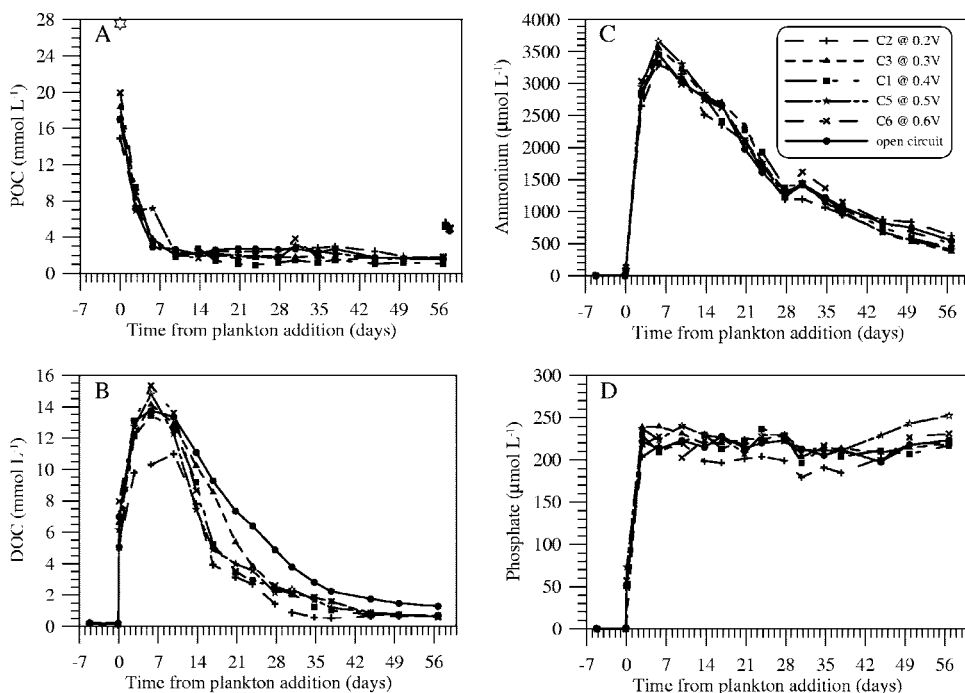 A
POC (mmol L⁻¹)
28
24
20
16
12
8
4
0
-7 0 7 14 21 28 35 42 49 56
Time from plankton addition (days)
C
Ammonium (μmol L⁻¹)
4000
3500
3000
2500
2000
1500
1000
500
0
-7 0 7 14 21 28 35 42 49 56
Time from plankton addition (days)
C2 @ 0.2V
C3 @ 0.3V
C1 @ 0.4V
C5 @ 0.5V
C6 @ 0.6V
open circuit
B
DOC (mmol L⁻¹)
16
14
12
10
8
6
4
2
0
-7 0 7 14 21 28 35 42 49 56
Time from plankton addition (days)
D
Phosphate (μmol L⁻¹)
300
250
200
150
100
50
0
-7 0 7 14 21 28 35 42 49 56
Time from plankton addition (days)